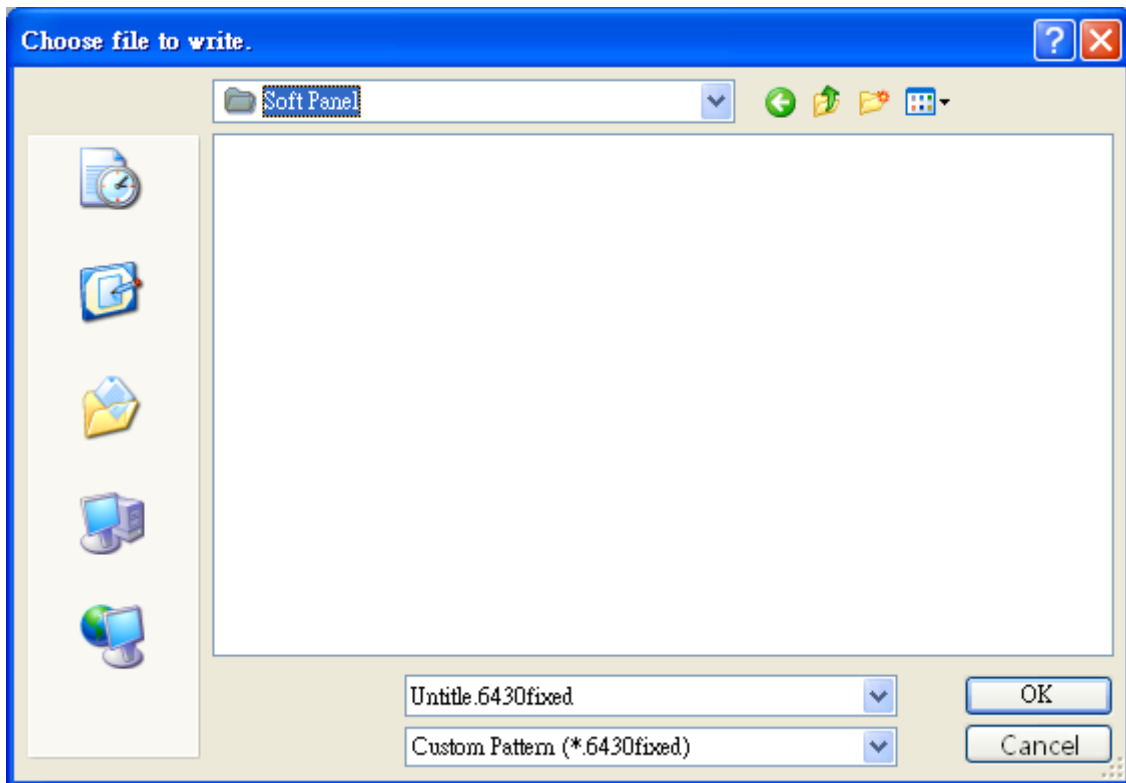 Choose file to write.
Soft Panel
Untitle.6430fixed
OK
Custom Pattern (*.6430fixed)
Cancel